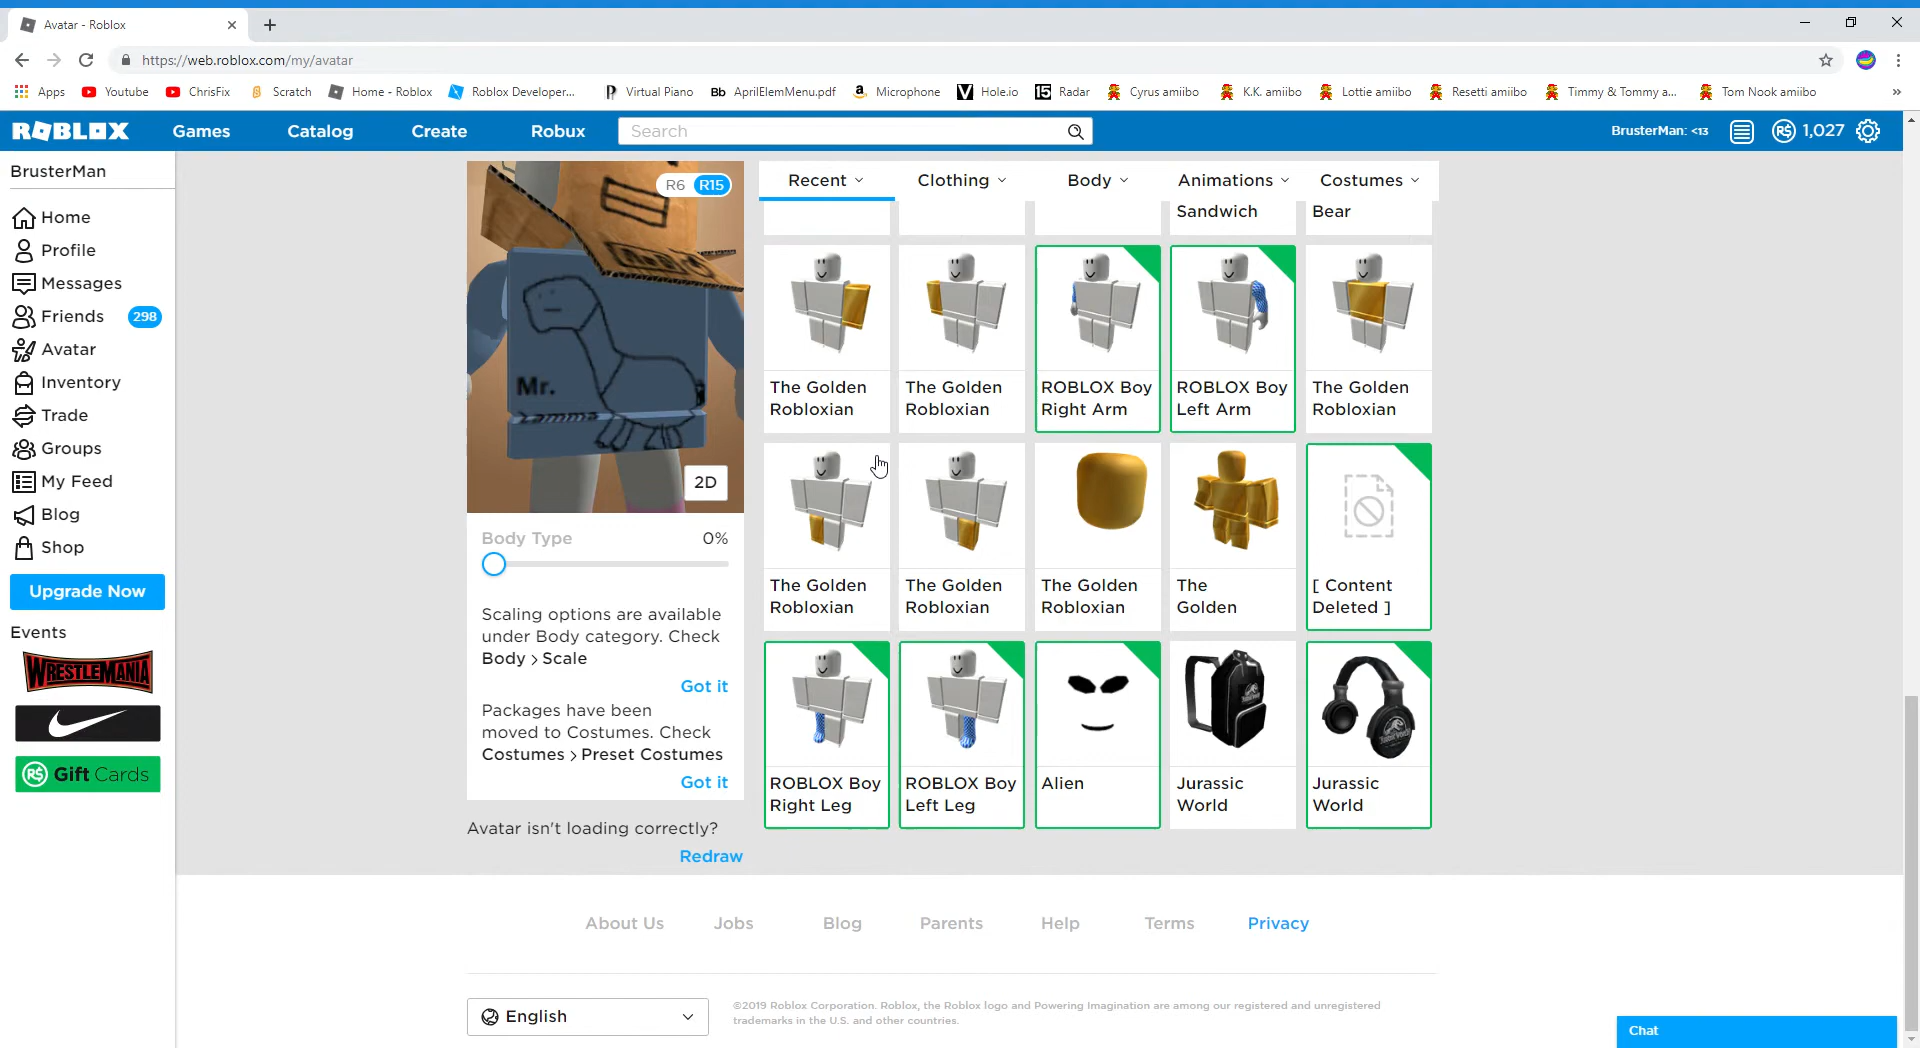 Avatar - Roblox
https://web.roblox.com/my/avatar
Apps Youtube ChrisFix Scratch Home - Roblox Roblox Developer... Virtual Piano Bb AprilElemMenu.pdf Microphone Hole.io 15 Radar Cyrus amiibo K.K. amiibo Lottie amiibo Resetti amiibo Timmy & Tommy a... Tom Nook amiibo »
ROBLOX Games Catalog Create Robux Search BrusterMan: <13 R$ 1,027
BrusterMan
Home
Profile
Messages
Friends 298
Avatar
Inventory
Trade
Groups
My Feed
Blog
Shop
Upgrade Now
Events
WRESTLEMANIA
R$ Gift Cards
R6 R15
Mr.
2D
Body Type 0%
Scaling options are available
under Body category. Check
Body > Scale
Got it
Packages have been
moved to Costumes. Check
Costumes > Preset Costumes
Got it
Avatar isn't loading correctly?
Redraw
Recent Clothing Body Animations Costumes
Sandwich Bear
The Golden Robloxian
The Golden Robloxian
ROBLOX Boy Right Arm
ROBLOX Boy Left Arm
The Golden Robloxian
The Golden Robloxian
The Golden Robloxian
The Golden Robloxian
The Golden
[ Content Deleted ]
ROBLOX Boy Right Leg
ROBLOX Boy Left Leg
Alien
Jurassic World
Jurassic World
About Us Jobs Blog Parents Help Terms Privacy
English
©2019 Roblox Corporation. Roblox, the Roblox logo and Powering Imagination are among our registered and unregistered
trademarks in the U.S. and other countries.
Chat